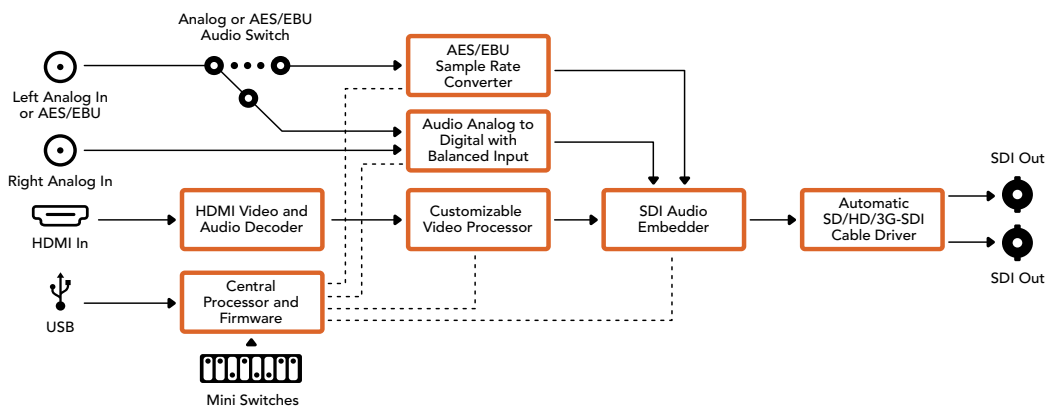 Analog or AES/EBU
Audio Switch
Left Analog In
or AES/EBU
AES/EBU
Sample Rate
Converter
Audio Analog to
Digital with
Balanced Input
Right Analog In
HDMI In
HDMI Video and
Audio Decoder
Customizable
Video Processor
SDI Audio
Embedder
Automatic
SD/HD/3G-SDI
Cable Driver
SDI Out
SDI Out
USB
Central
Processor and
Firmware
Mini Switches